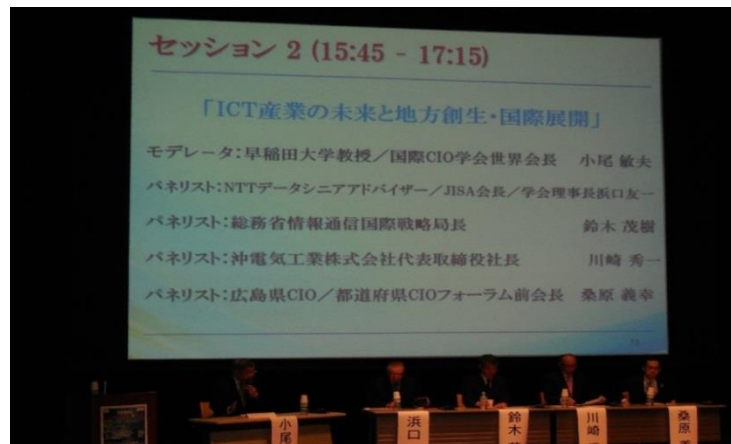 セッション 2 (15:45 - 17:15)
「ICT産業の未来と地方創生・国際展開」
モデレータ:早稲田大学教授/国際CIO学会世界会長 小尾 敏夫
パネリスト:NTTデータシニアアドバイザー/JISA会長/学会理事長浜口友一
パネリスト:総務省情報通信国際戦略局長 鈴木 茂樹
パネリスト:沖電気工業株式会社代表取締役社長 川崎 秀一
パネリスト:広島県CIO/都道府県CIOフォーラム前会長 桑原 義幸
小尾
浜口
鈴木
川崎
桑原